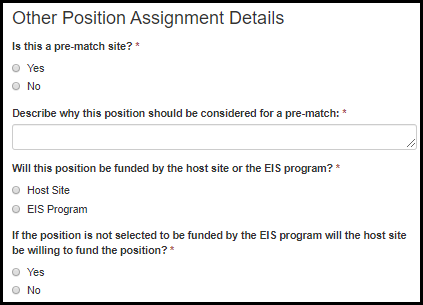 Other Position Assignment Details
Is this a pre-match site? *
Yes
No
Describe why this position should be considered for a pre-match: *
Will this position be funded by the host site or the EIS program? *
Host Site
EIS Program
If the position is not selected to be funded by the EIS program will the host site
be willing to fund the position? *
Yes
No